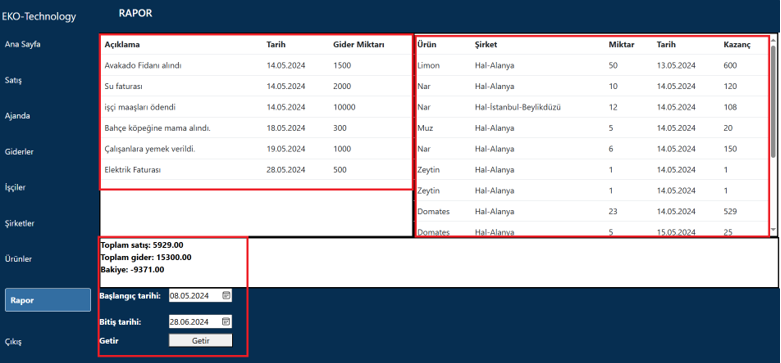 EKO-Technology
RAPOR
Ana Sayfa
Satış
Ajanda
Giderler
İşçiler
Şirketler
Ürünler
Rapor
Çıkış
Açıklama Tarih Gider Miktarı
Avakado Fidanı alındı 14.05.2024 1500
Su faturası 14.05.2024 2000
işçi maaşları ödendi 14.05.2024 10000
Bahçe köpeğine mama alındı. 18.05.2024 300
Çalışanlara yemek verildi. 19.05.2024 1000
Elektrik Faturası 28.05.2024 500
Ürün Şirket Miktar Tarih Kazanç
Limon Hal-Alanya 50 13.05.2024 600
Nar Hal-Alanya 10 14.05.2024 120
Nar Hal-İstanbul-Beylikdüzü 12 14.05.2024 108
Muz Hal-Alanya 5 14.05.2024 20
Nar Hal-Alanya 6 14.05.2024 150
Zeytin Hal-Alanya 1 14.05.2024 1
Zeytin Hal-Alanya 1 14.05.2024 1
Domates Hal-Alanya 23 14.05.2024 529
Domates Hal-Alanya 5 15.05.2024 25
Toplam satış: 5929.00
Toplam gider: 15300.00
Bakiye: -9371.00
Başlangıç tarihi: 08.05.2024
Bitiş tarihi: 28.06.2024
Getir Getir